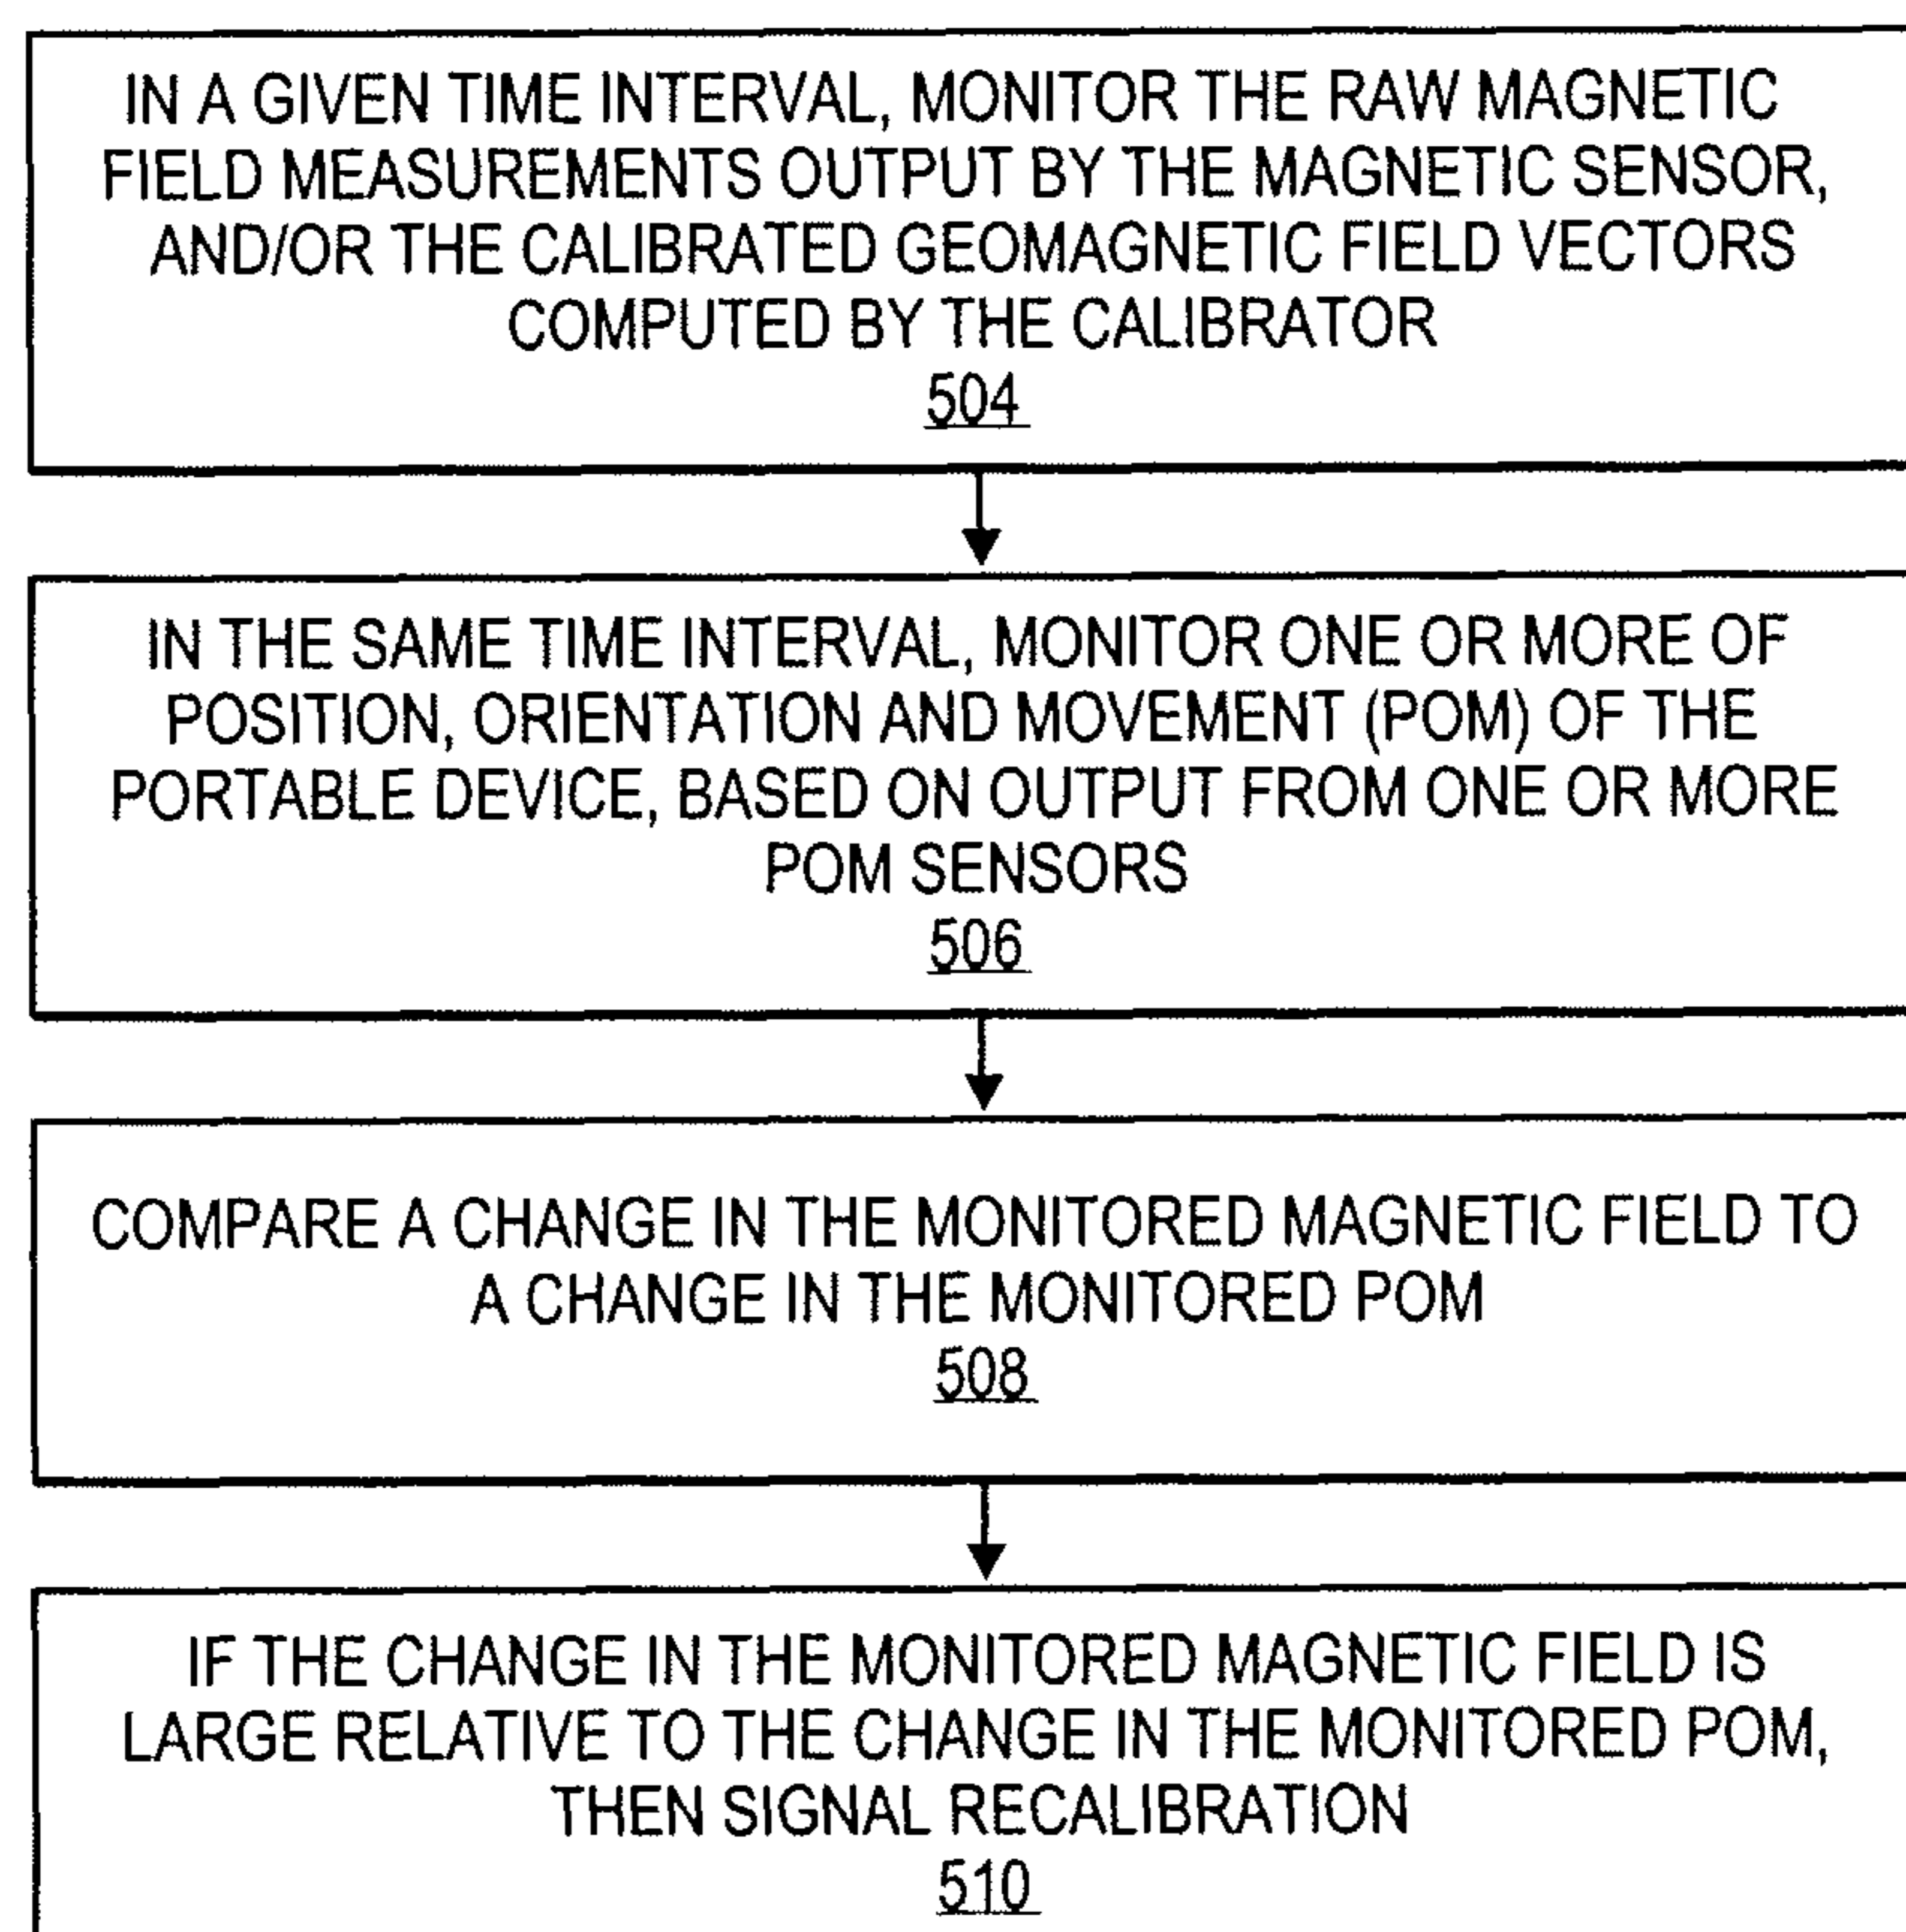 IN A GIVEN TIME INTERVAL, MONITOR THE RAW MAGNETIC
FIELD MEASUREMENTS OUTPUT BY THE MAGNETIC SENSOR,
AND/OR THE CALIBRATED GEOMAGNETIC FIELD VECTORS
COMPUTED BY THE CALIBRATOR
504
IN THE SAME TIME INTERVAL, MONITOR ONE OR MORE OF
POSITION, ORIENTATION AND MOVEMENT (POM) OF THE
PORTABLE DEVICE, BASED ON OUTPUT FROM ONE OR MORE
POM SENSORS
506
COMPARE A CHANGE IN THE MONITORED MAGNETIC FIELD TO
A CHANGE IN THE MONITORED POM
508
IF THE CHANGE IN THE MONITORED MAGNETIC FIELD IS
LARGE RELATIVE TO THE CHANGE IN THE MONITORED POM,
THEN SIGNAL RECALIBRATION
510